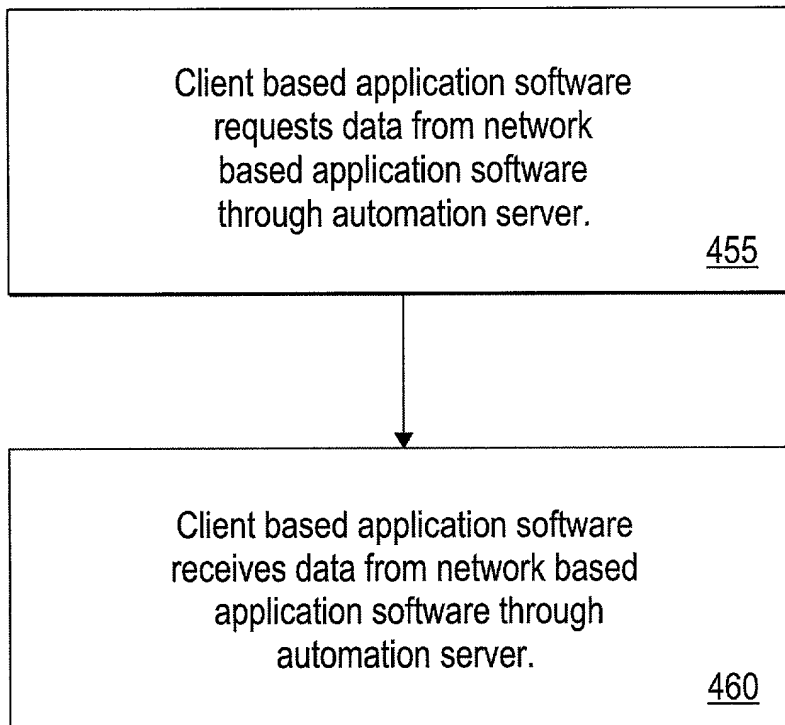 Client based application software
requests data from network
based application software
through automation server.
455
Client based application software
receives data from network based
application software through
automation server.
460